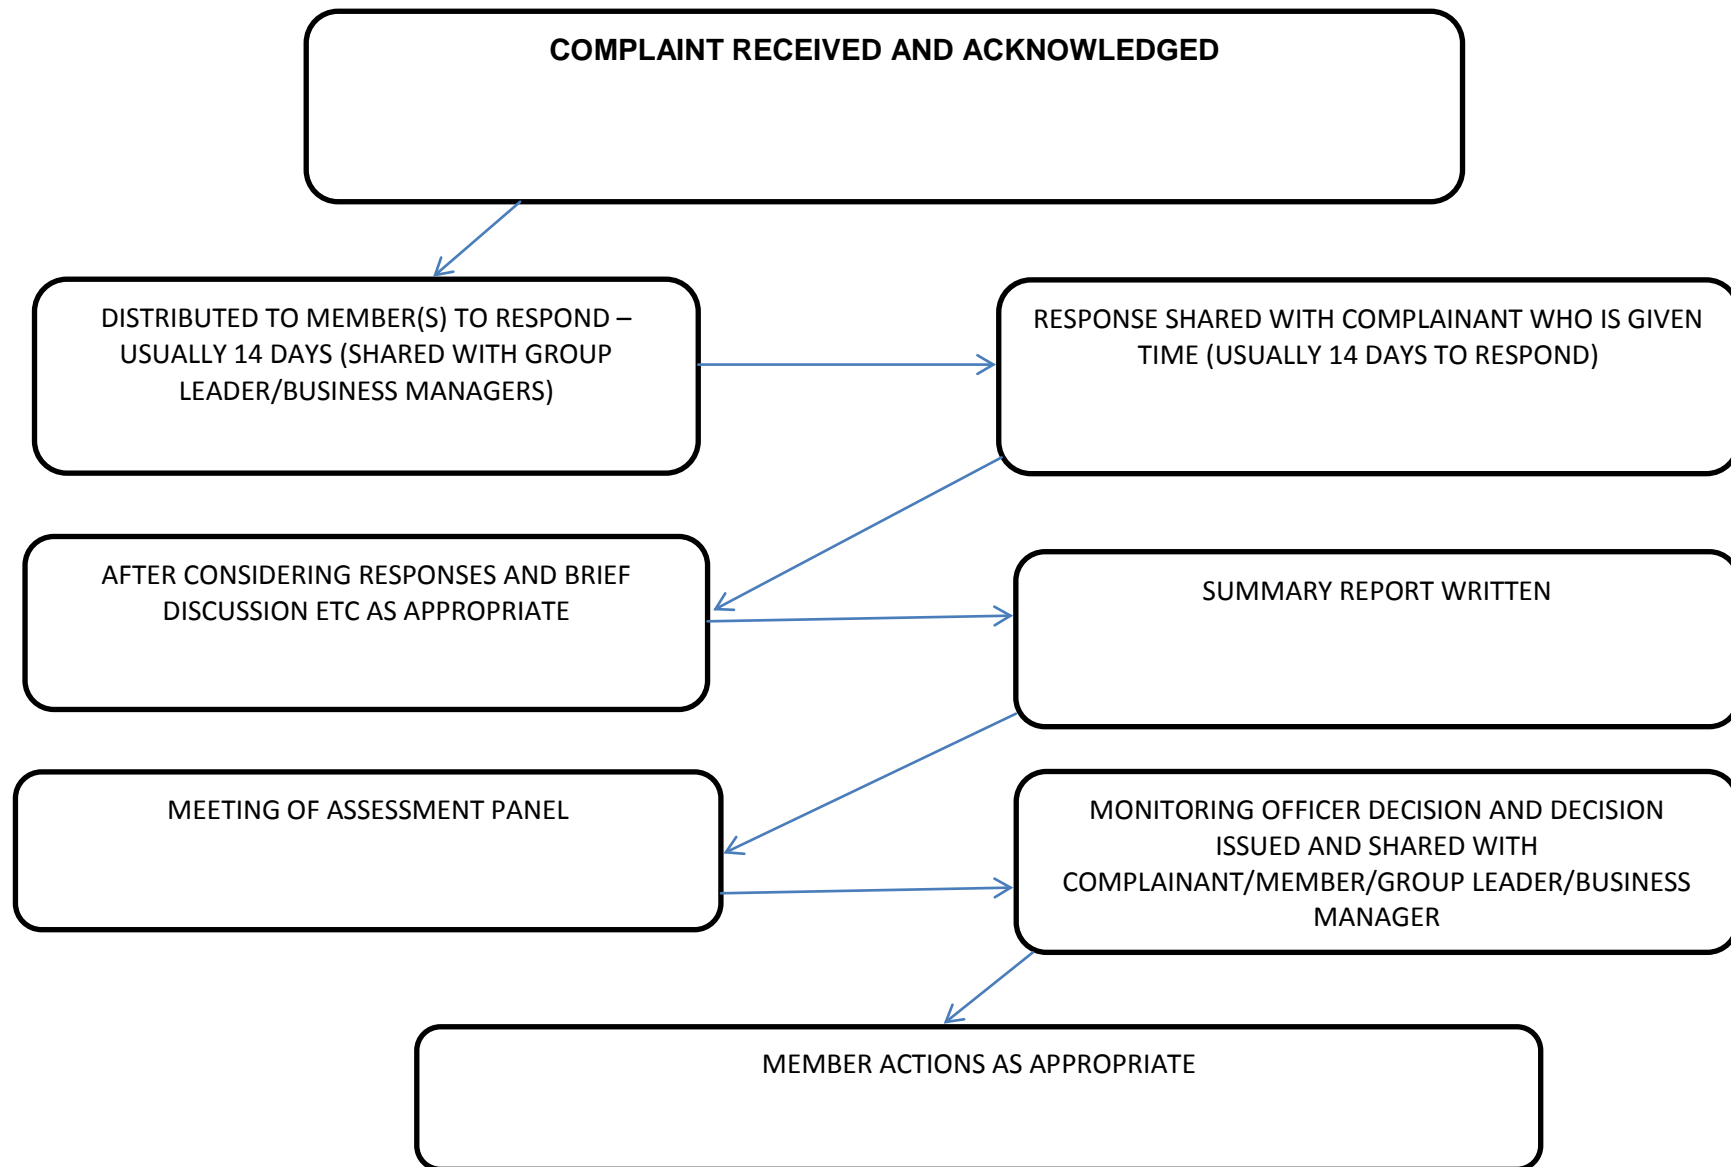 COMPLAINT RECEIVED AND ACKNOWLEDGED
DISTRIBUTED TO MEMBER(S) TO RESPOND –
USUALLY 14 DAYS (SHARED WITH GROUP
LEADER/BUSINESS MANAGERS)
RESPONSE SHARED WITH COMPLAINANT WHO IS GIVEN
TIME (USUALLY 14 DAYS TO RESPOND)
AFTER CONSIDERING RESPONSES AND BRIEF
DISCUSSION ETC AS APPROPRIATE
SUMMARY REPORT WRITTEN
MEETING OF ASSESSMENT PANEL
MONITORING OFFICER DECISION AND DECISION
ISSUED AND SHARED WITH
COMPLAINANT/MEMBER/GROUP LEADER/BUSINESS
MANAGER
MEMBER ACTIONS AS APPROPRIATE